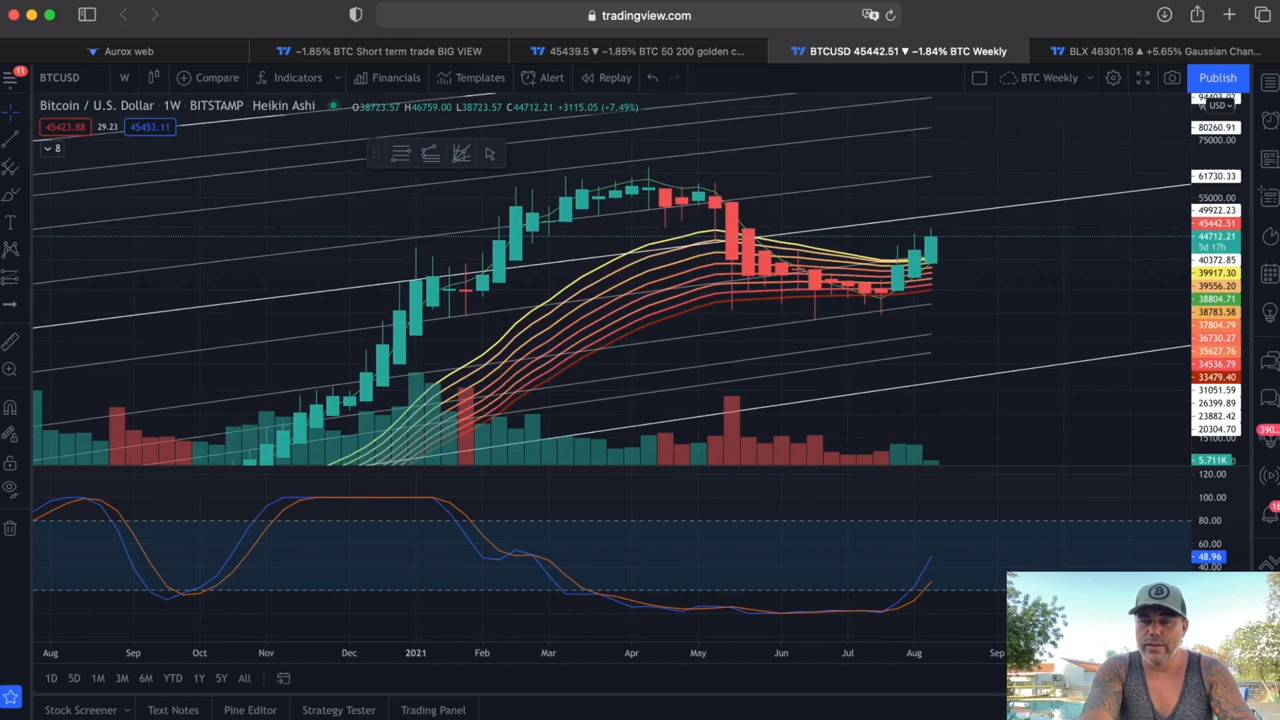 tradingview.com
Aurox web
−1.85% BTC Short term trade BIG VIEW
45439.5 ▼ −1.85% BTC 50 200 golden c...
BTCUSD 45442.51 ▼ −1.84% BTC Weekly
BLX 46301.16 ▲ +5.65% Gaussian Chan...
11
BTCUSD
W
Compare
Indicators
Financials
Templates
Alert
Replay
BTC Weekly
Publish
Bitcoin / U.S. Dollar · 1W · BITSTAMP · Heikin Ashi
O38723.57 H46759.00 L38723.57 C44712.21 +3115.05 (+7.49%)
45423.88 29.23 45453.11
8
USD
80260.91
75000.00
61730.33
55000.00
49922.23
45442.51
44712.21
5d 17h
40372.85
39917.30
39556.20
38804.71
38783.58
37804.79
36730.27
35627.76
34536.79
33479.40
31051.59
26399.89
23882.42
20304.70
15100.00
5.711K
390...
120.00
100.00
80.00
60.00
48.96
40.00
Aug Sep Oct Nov Dec 2021 Feb Mar Apr May Jun Jul Aug Sep
1D 5D 1M 3M 6M YTD 1Y 5Y All
Stock Screener
Text Notes
Pine Editor
Strategy Tester
Trading Panel